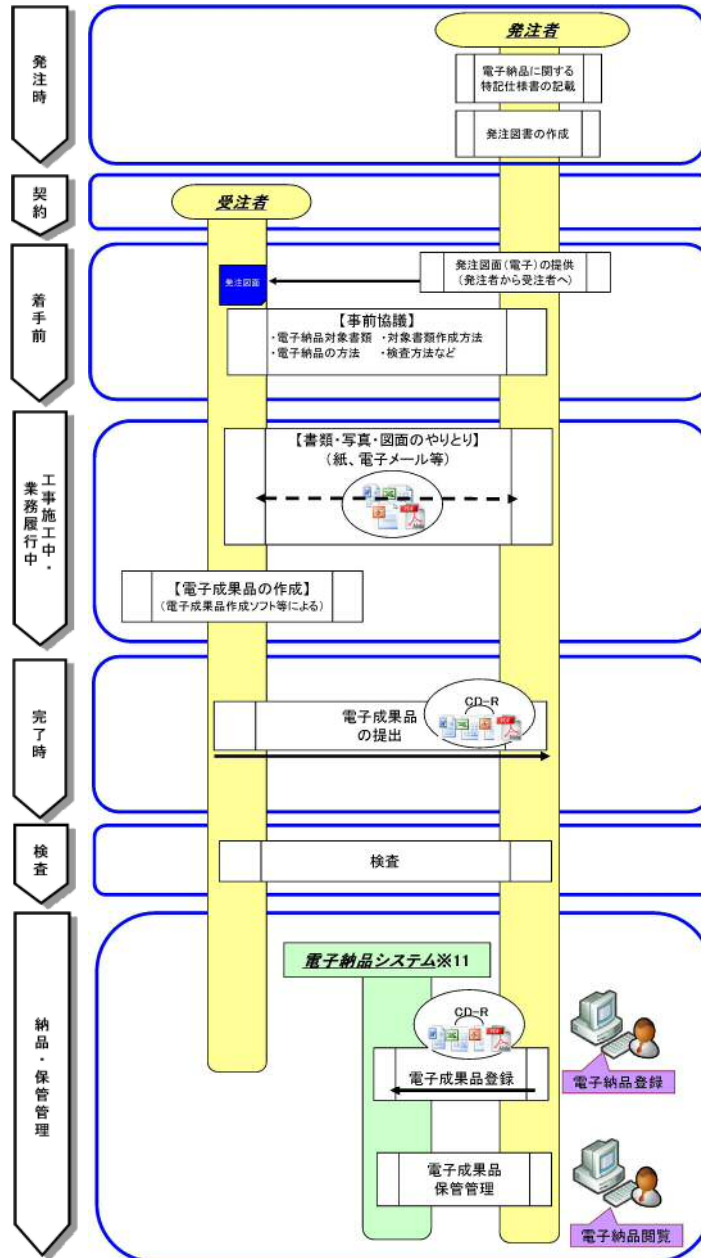 発注時
発注者
電子納品に関する
特記仕様書の記載
発注図書の作成
契約
受注者
着手前
発注図面
発注図面（電子）の提供
（発注者から受注者へ）
【事前協議】
・電子納品対象書類　・対象書類作成方法
・電子納品の方法　・検査方法など
工事施工中・
業務履行中
【書類・写真・図面のやりとり】
（紙、電子メール等）
【電子成果品の作成】
（電子成果品作成ソフト等による）
完了時
CD-R
電子成果品
の提出
検査
検査
納品・保管管理
電子納品システム※11
CD-R
電子成果品登録
電子納品登録
電子成果品
保管管理
電子納品閲覧